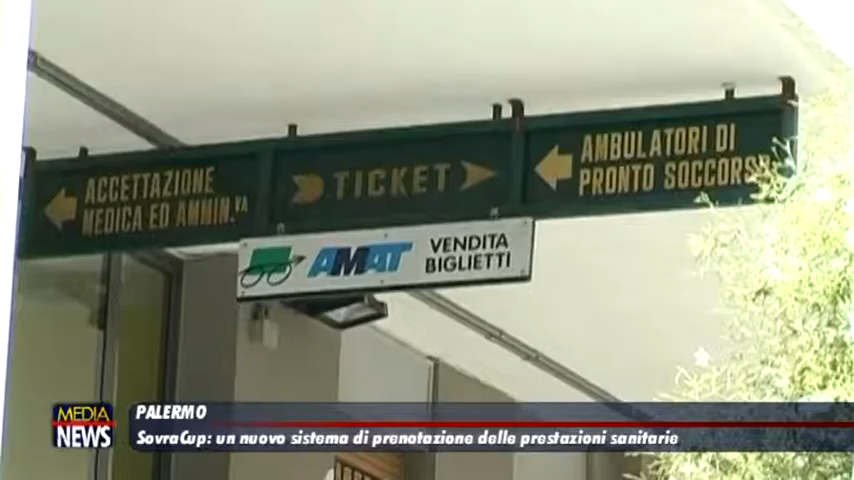 ACCETTAZIONE
MEDICA ED AMMIN.VA
TICKET
AMBULATORI DI
PRONTO SOCCORSO
AMAT
VENDITA
BIGLIETTI
MEDIA
NEWS
PALERMO
SovraCup: un nuovo sistema di prenotazione delle prestazioni sanitarie